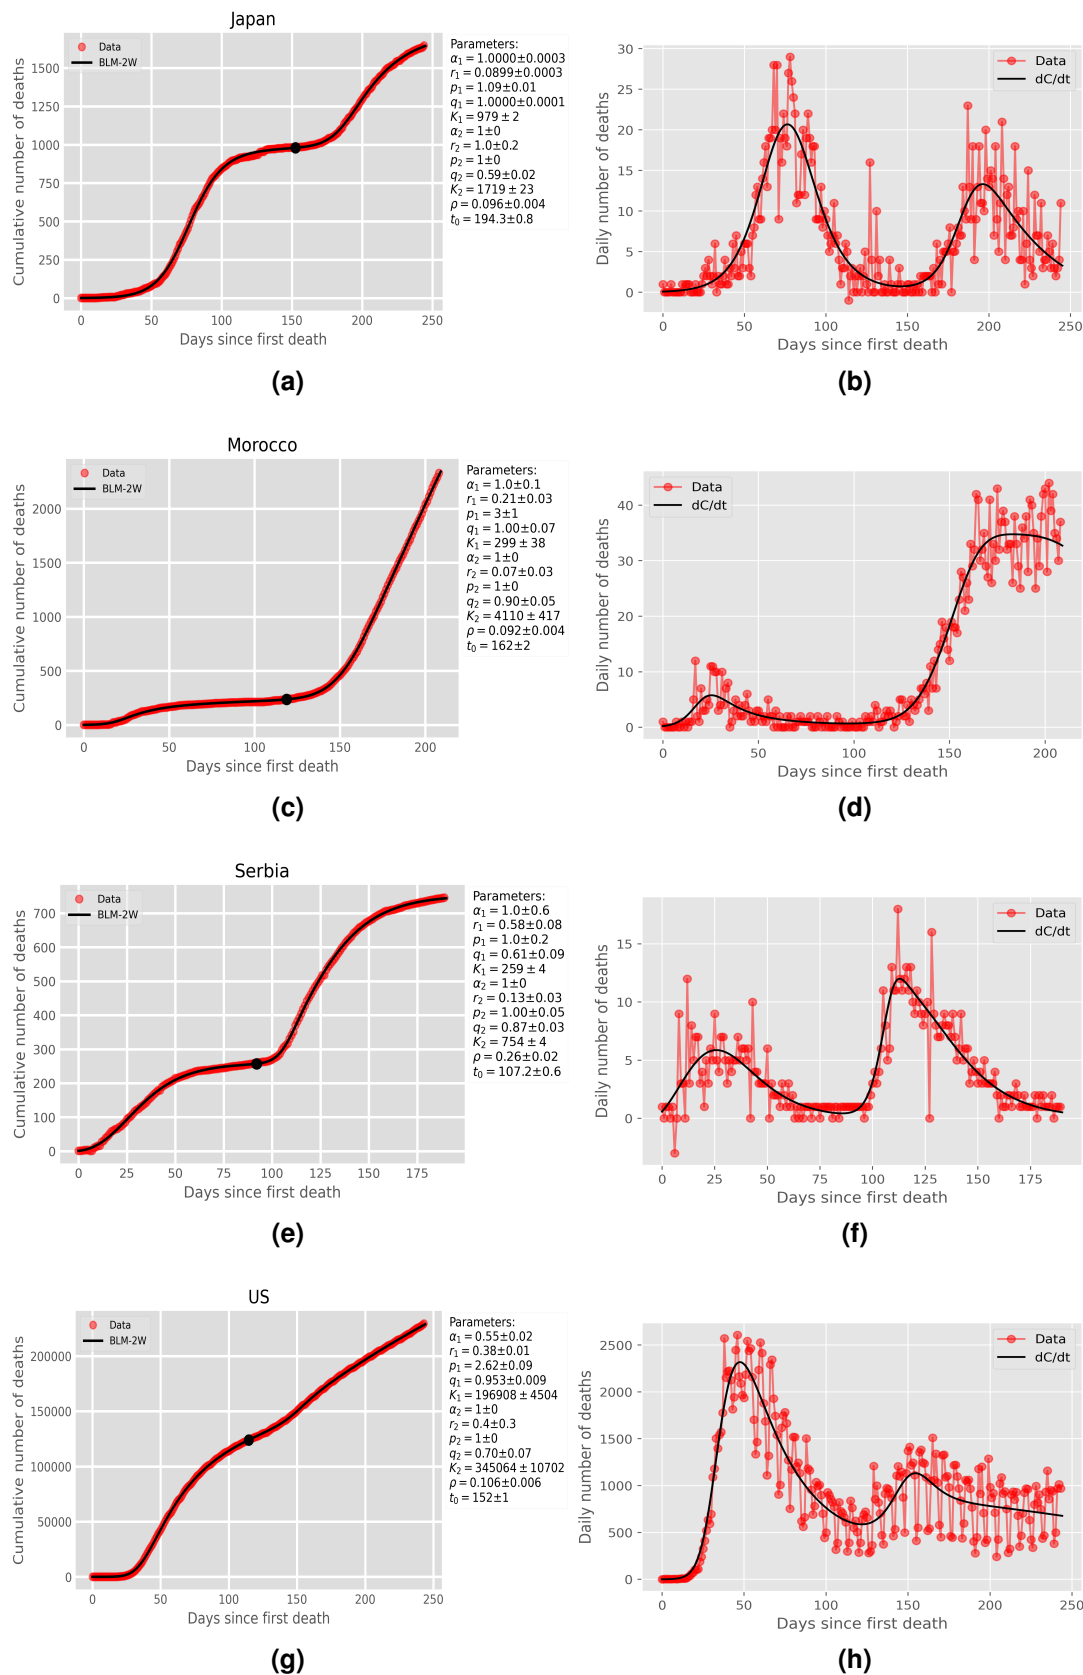 Japan
Data
BLM-2W
Cumulative number of deaths
1500
1250
1000
750
500
250
0
0 50 100 150 200 250
Days since first death
Parameters:
α₁ = 1.0000±0.0003
r₁ = 0.0899±0.0003
p₁ = 1.09±0.01
q₁ = 1.0000±0.0001
K₁ = 979 ± 2
α₂ = 1±0
r₂ = 1.0±0.2
p₂ = 1±0
q₂ = 0.59±0.02
K₂ = 1719 ± 23
ρ = 0.096±0.004
t₀ = 194.3±0.8
(a)
Data
dC/dt
Daily number of deaths
30
25
20
15
10
5
0
0 50 100 150 200 250
Days since first death
(b)
Morocco
Data
BLM-2W
Cumulative number of deaths
2000
1500
1000
500
0
0 50 100 150 200
Days since first death
Parameters:
α₁ = 1.0±0.1
r₁ = 0.21±0.03
p₁ = 3±1
q₁ = 1.00±0.07
K₁ = 299 ± 38
α₂ = 1±0
r₂ = 0.07±0.03
p₂ = 1±0
q₂ = 0.90±0.05
K₂ = 4110 ± 417
ρ = 0.092±0.004
t₀ = 162±2
(c)
Data
dC/dt
Daily number of deaths
40
30
20
10
0
0 50 100 150 200
Days since first death
(d)
Serbia
Data
BLM-2W
Cumulative number of deaths
700
600
500
400
300
200
100
0
0 25 50 75 100 125 150 175
Days since first death
Parameters:
α₁ = 1.0±0.6
r₁ = 0.58±0.08
p₁ = 1.0±0.2
q₁ = 0.61±0.09
K₁ = 259 ± 4
α₂ = 1±0
r₂ = 0.13±0.03
p₂ = 1.00±0.05
q₂ = 0.87±0.03
K₂ = 754 ± 4
ρ = 0.26±0.02
t₀ = 107.2±0.6
(e)
Data
dC/dt
Daily number of deaths
15
10
5
0
0 25 50 75 100 125 150 175
Days since first death
(f)
US
Data
BLM-2W
Cumulative number of deaths
200000
150000
100000
50000
0
0 50 100 150 200 250
Days since first death
Parameters:
α₁ = 0.55±0.02
r₁ = 0.38±0.01
p₁ = 2.62±0.09
q₁ = 0.953±0.009
K₁ = 196908 ± 4504
α₂ = 1±0
r₂ = 0.4±0.3
p₂ = 1±0
q₂ = 0.70±0.07
K₂ = 345064 ± 10702
ρ = 0.106±0.006
t₀ = 152±1
(g)
Data
dC/dt
Daily number of deaths
2500
2000
1500
1000
500
0
0 50 100 150 200 250
Days since first death
(h)